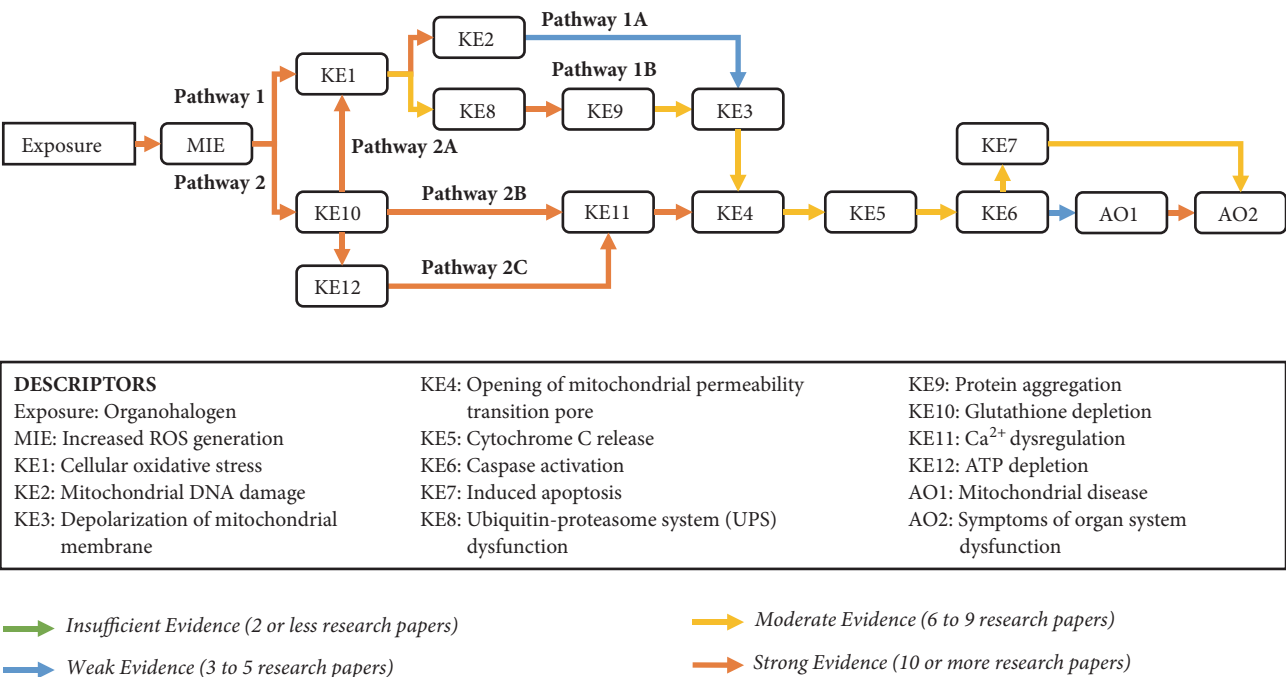 Pathway 1A
KE2
KE1
Pathway 1B
Pathway 1
KE8
KE9
KE3
Exposure
MIE
Pathway 2A
KE7
Pathway 2
Pathway 2B
KE10
KE11
KE4
KE5
KE6
AO1
AO2
Pathway 2C
KE12
DESCRIPTORS
Exposure: Organohalogen
MIE: Increased ROS generation
KE1: Cellular oxidative stress
KE2: Mitochondrial DNA damage
KE3: Depolarization of mitochondrial
membrane
KE4: Opening of mitochondrial permeability
transition pore
KE5: Cytochrome C release
KE6: Caspase activation
KE7: Induced apoptosis
KE8: Ubiquitin-proteasome system (UPS)
dysfunction
KE9: Protein aggregation
KE10: Glutathione depletion
KE11: Ca²⁺ dysregulation
KE12: ATP depletion
AO1: Mitochondrial disease
AO2: Symptoms of organ system
dysfunction
Insufficient Evidence (2 or less research papers)
Weak Evidence (3 to 5 research papers)
Moderate Evidence (6 to 9 research papers)
Strong Evidence (10 or more research papers)